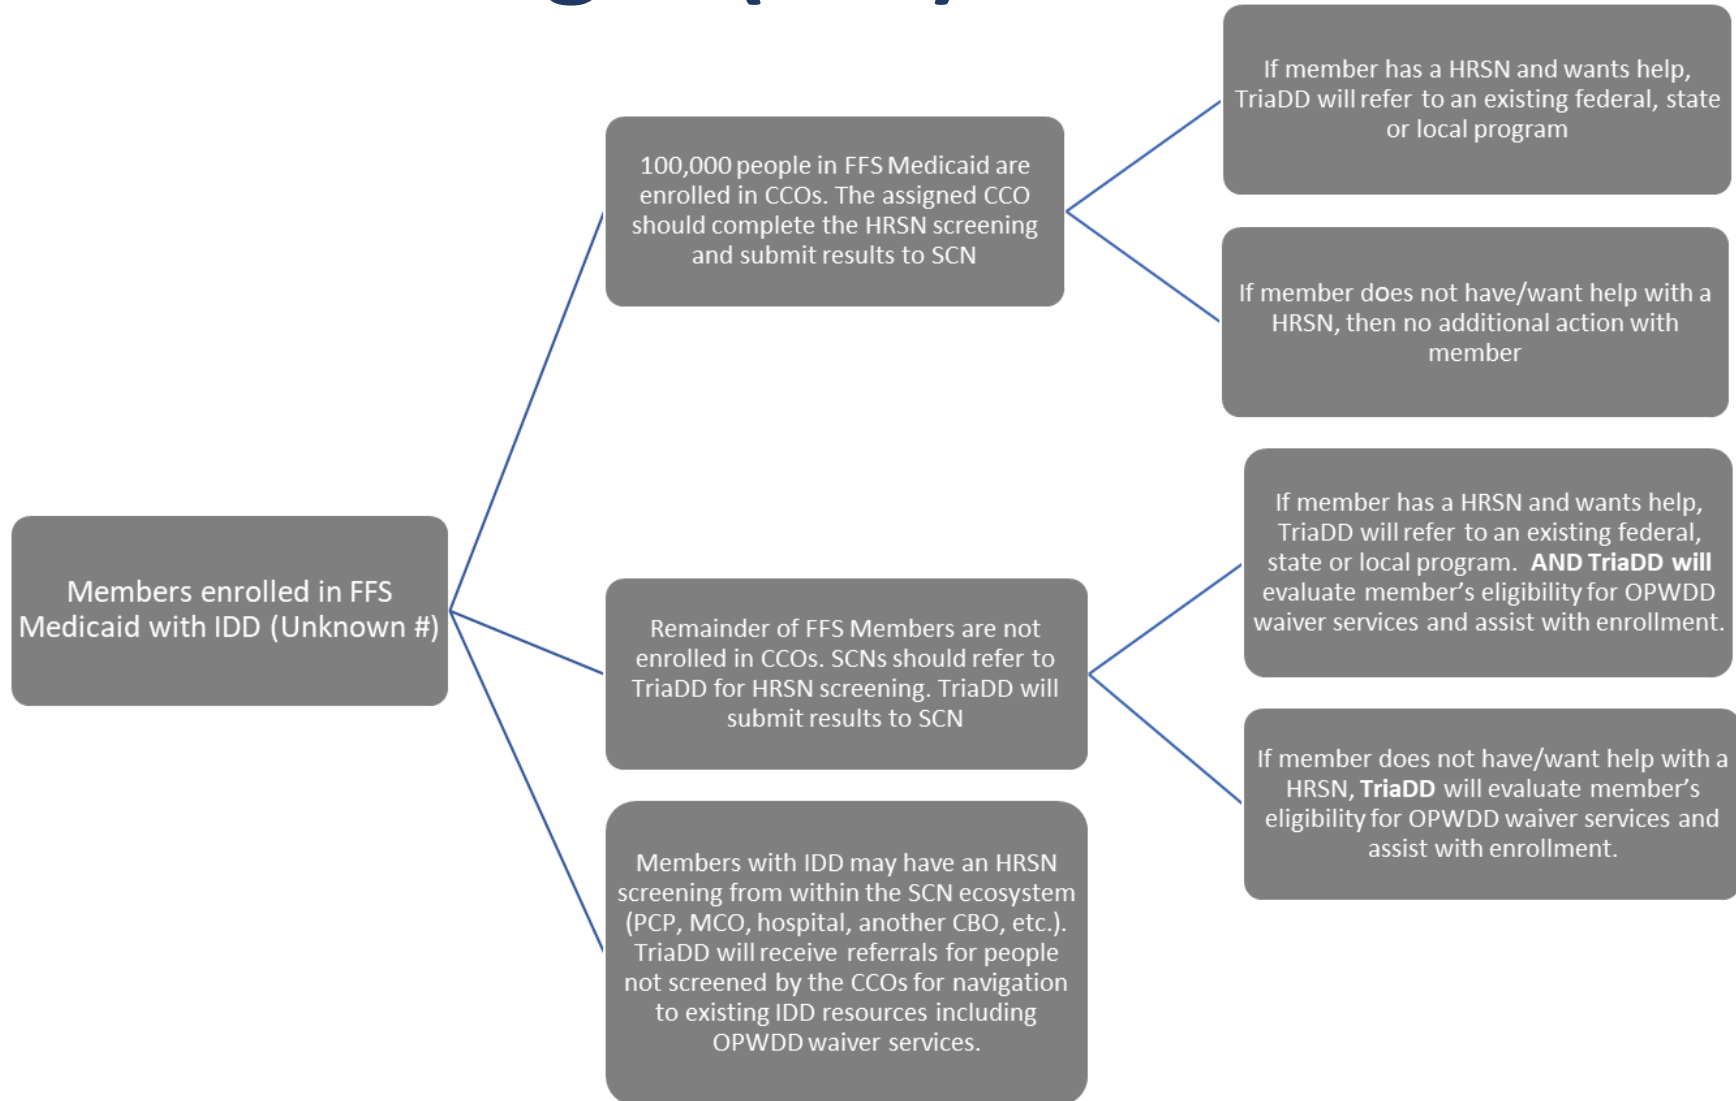 Members enrolled in FFS
Medicaid with IDD (Unknown #)
100,000 people in FFS Medicaid are
enrolled in CCOs. The assigned CCO
should complete the HRSN screening
and submit results to SCN
If member has a HRSN and wants help,
TriaDD will refer to an existing federal, state
or local program
If member does not have/want help with a
HRSN, then no additional action with
member
Remainder of FFS Members are not
enrolled in CCOs. SCNs should refer to
TriaDD for HRSN screening. TriaDD will
submit results to SCN
If member has a HRSN and wants help,
TriaDD will refer to an existing federal,
state or local program. AND TriaDD will
evaluate member’s eligibility for OPWDD
waiver services and assist with enrollment.
If member does not have/want help with a
HRSN, TriaDD will evaluate member’s
eligibility for OPWDD waiver services and
assist with enrollment.
Members with IDD may have an HRSN
screening from within the SCN ecosystem
(PCP, MCO, hospital, another CBO, etc.).
TriaDD will receive referrals for people
not screened by the CCOs for navigation
to existing IDD resources including
OPWDD waiver services.